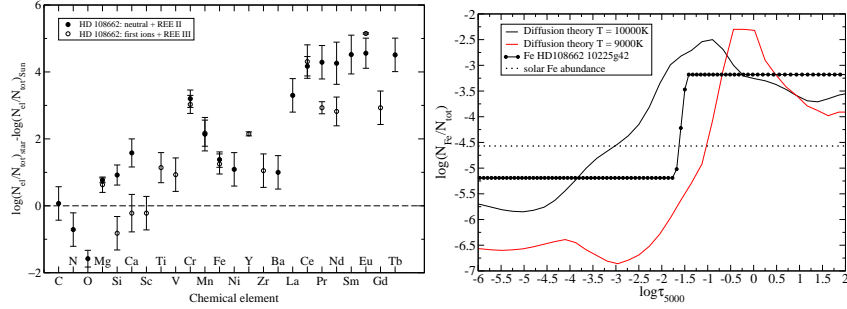 6
4
2
0
−2
log(N_el/N_tot)_star-log(N_el/N_tot)_Sun
HD 108662: neutral + REE II
HD 108662: first ions + REE III
N Mg Ca Ti Cr Fe Y Ba Ce Nd Eu Tb
C O Si Sc V Mn Ni Zr La Pr Sm Gd
Chemical element
-2
-2.5
-3
-3.5
-4
-4.5
-5
-5.5
-6
-6.5
-7
log(N_Fe/N_tot)
Diffusion theory T = 10000K
Diffusion theory T = 9000K
Fe HD108662 10225g42
solar Fe abundance
-6 -5.5 -5 -4.5 -4 -3.5 -3 -2.5 -2 -1.5 -1 -0.5 0 0.5 1 1.5 2
logτ_5000